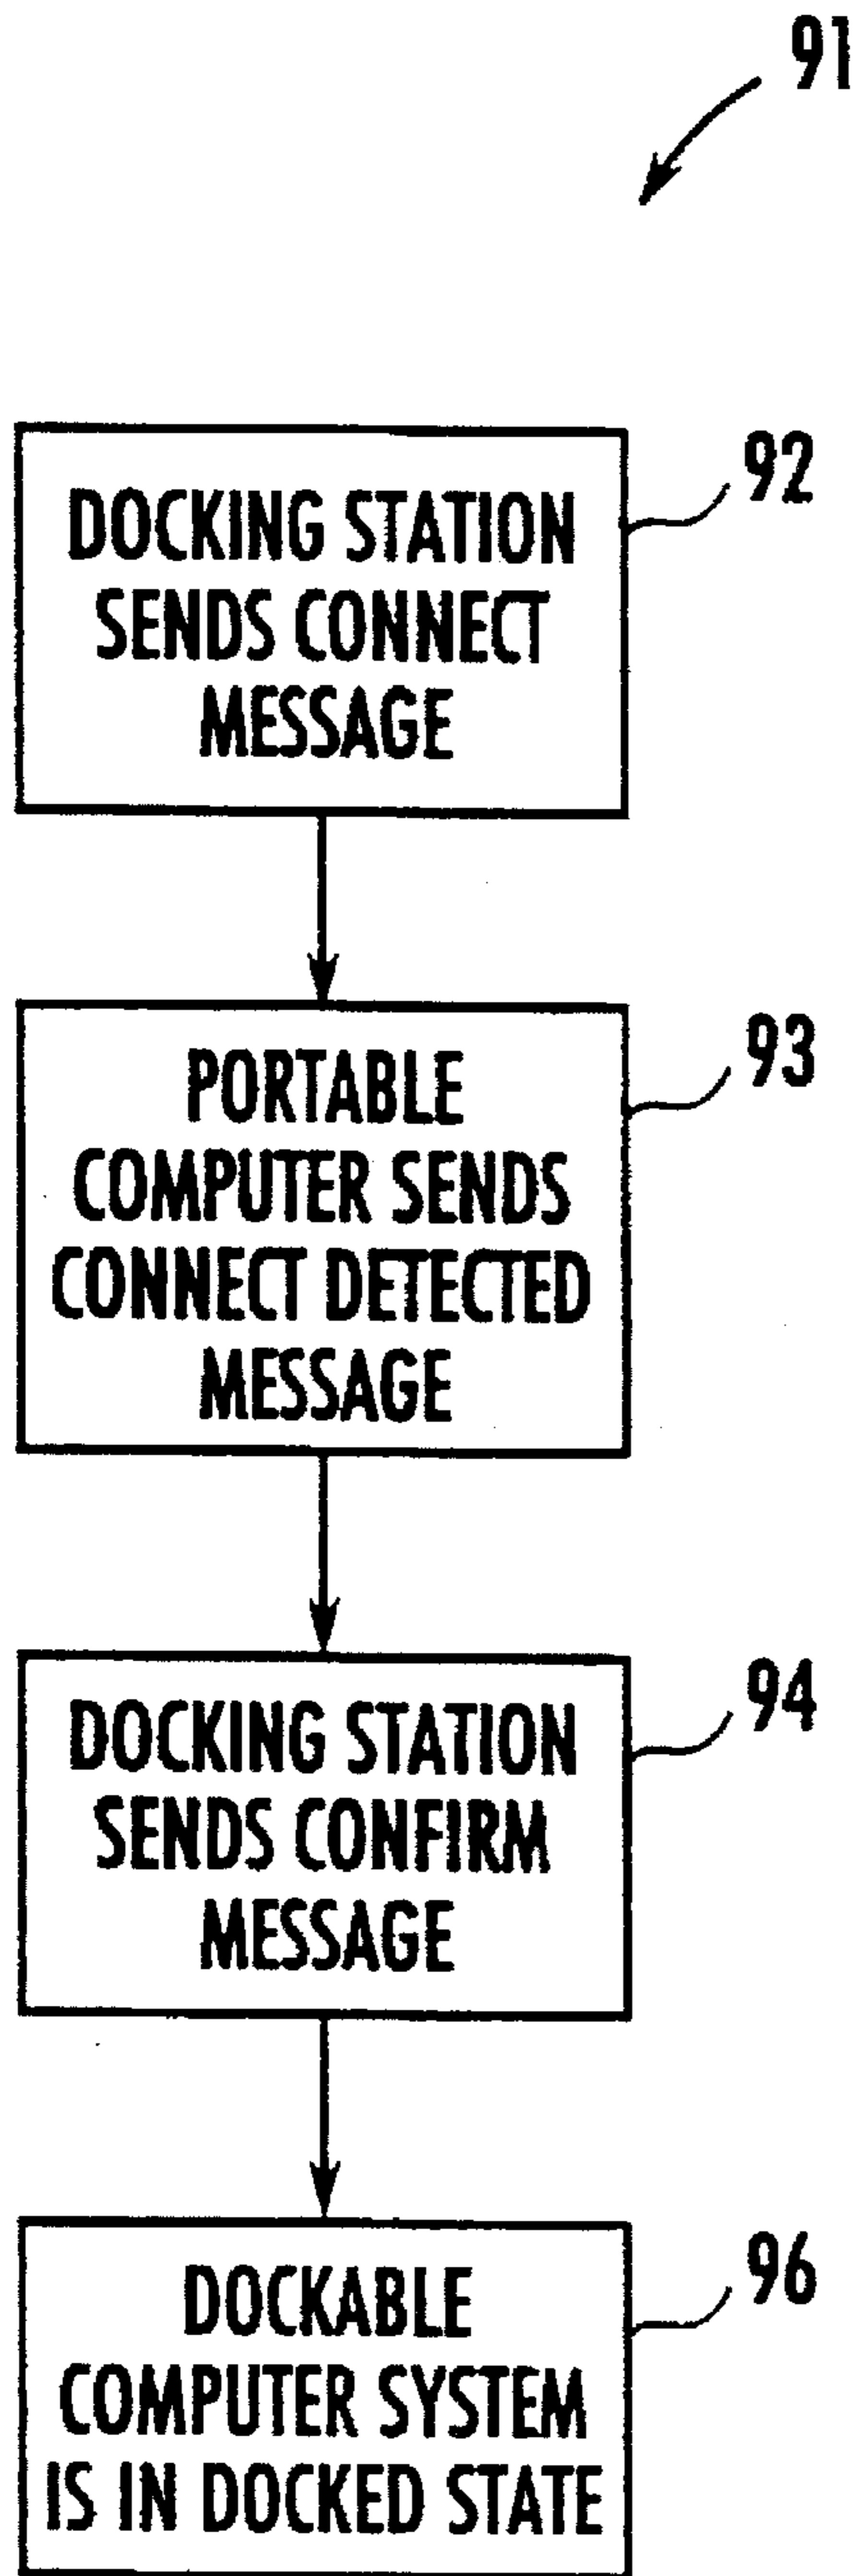 91
DOCKING STATION
SENDS CONNECT
MESSAGE
92
PORTABLE
COMPUTER SENDS
CONNECT DETECTED
MESSAGE
93
DOCKING STATION
SENDS CONFIRM
MESSAGE
94
DOCKABLE
COMPUTER SYSTEM
IS IN DOCKED STATE
96